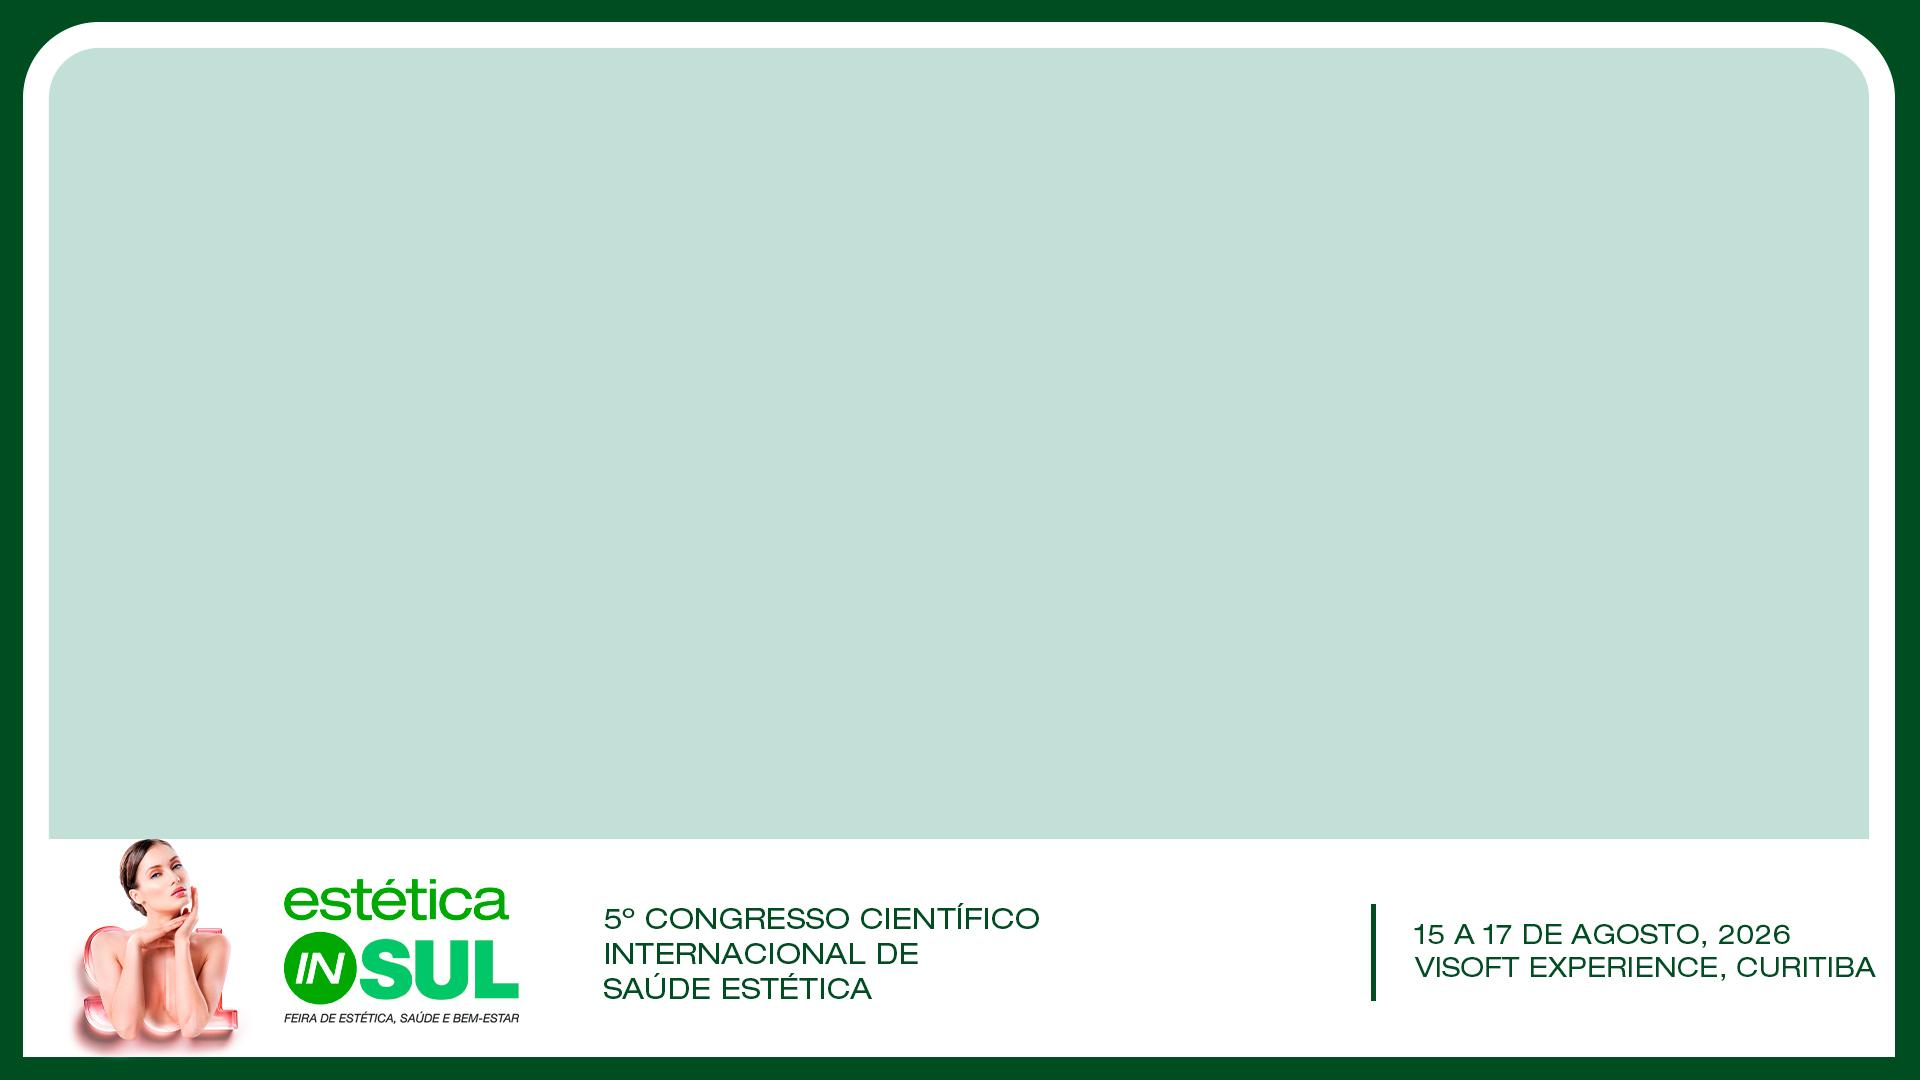 estética
IN SUL
FEIRA DE ESTÉTICA, SAÚDE E BEM-ESTAR
5º CONGRESSO CIENTÍFICO
INTERNACIONAL DE
SAÚDE ESTÉTICA
15 A 17 DE AGOSTO, 2026
VISOFT EXPERIENCE, CURITIBA